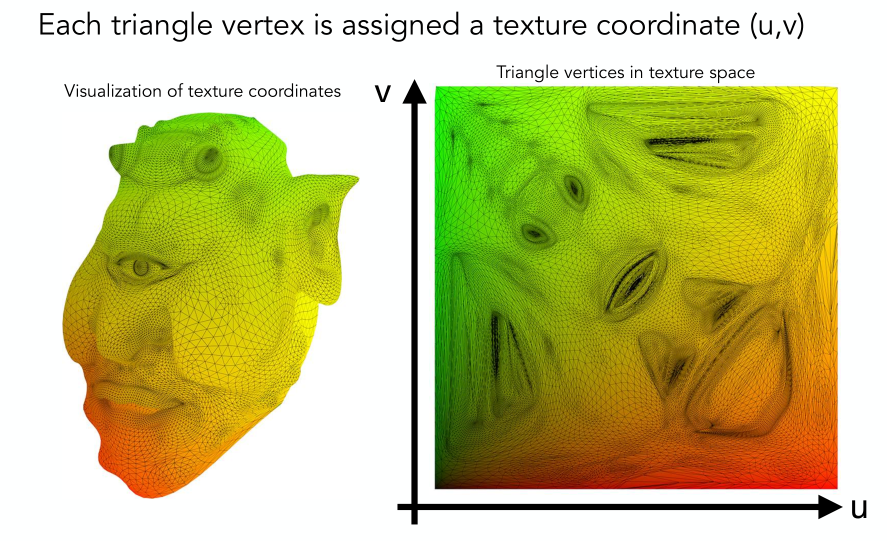 Each triangle vertex is assigned a texture coordinate (u,v)
Visualization of texture coordinates
Triangle vertices in texture space
v
u